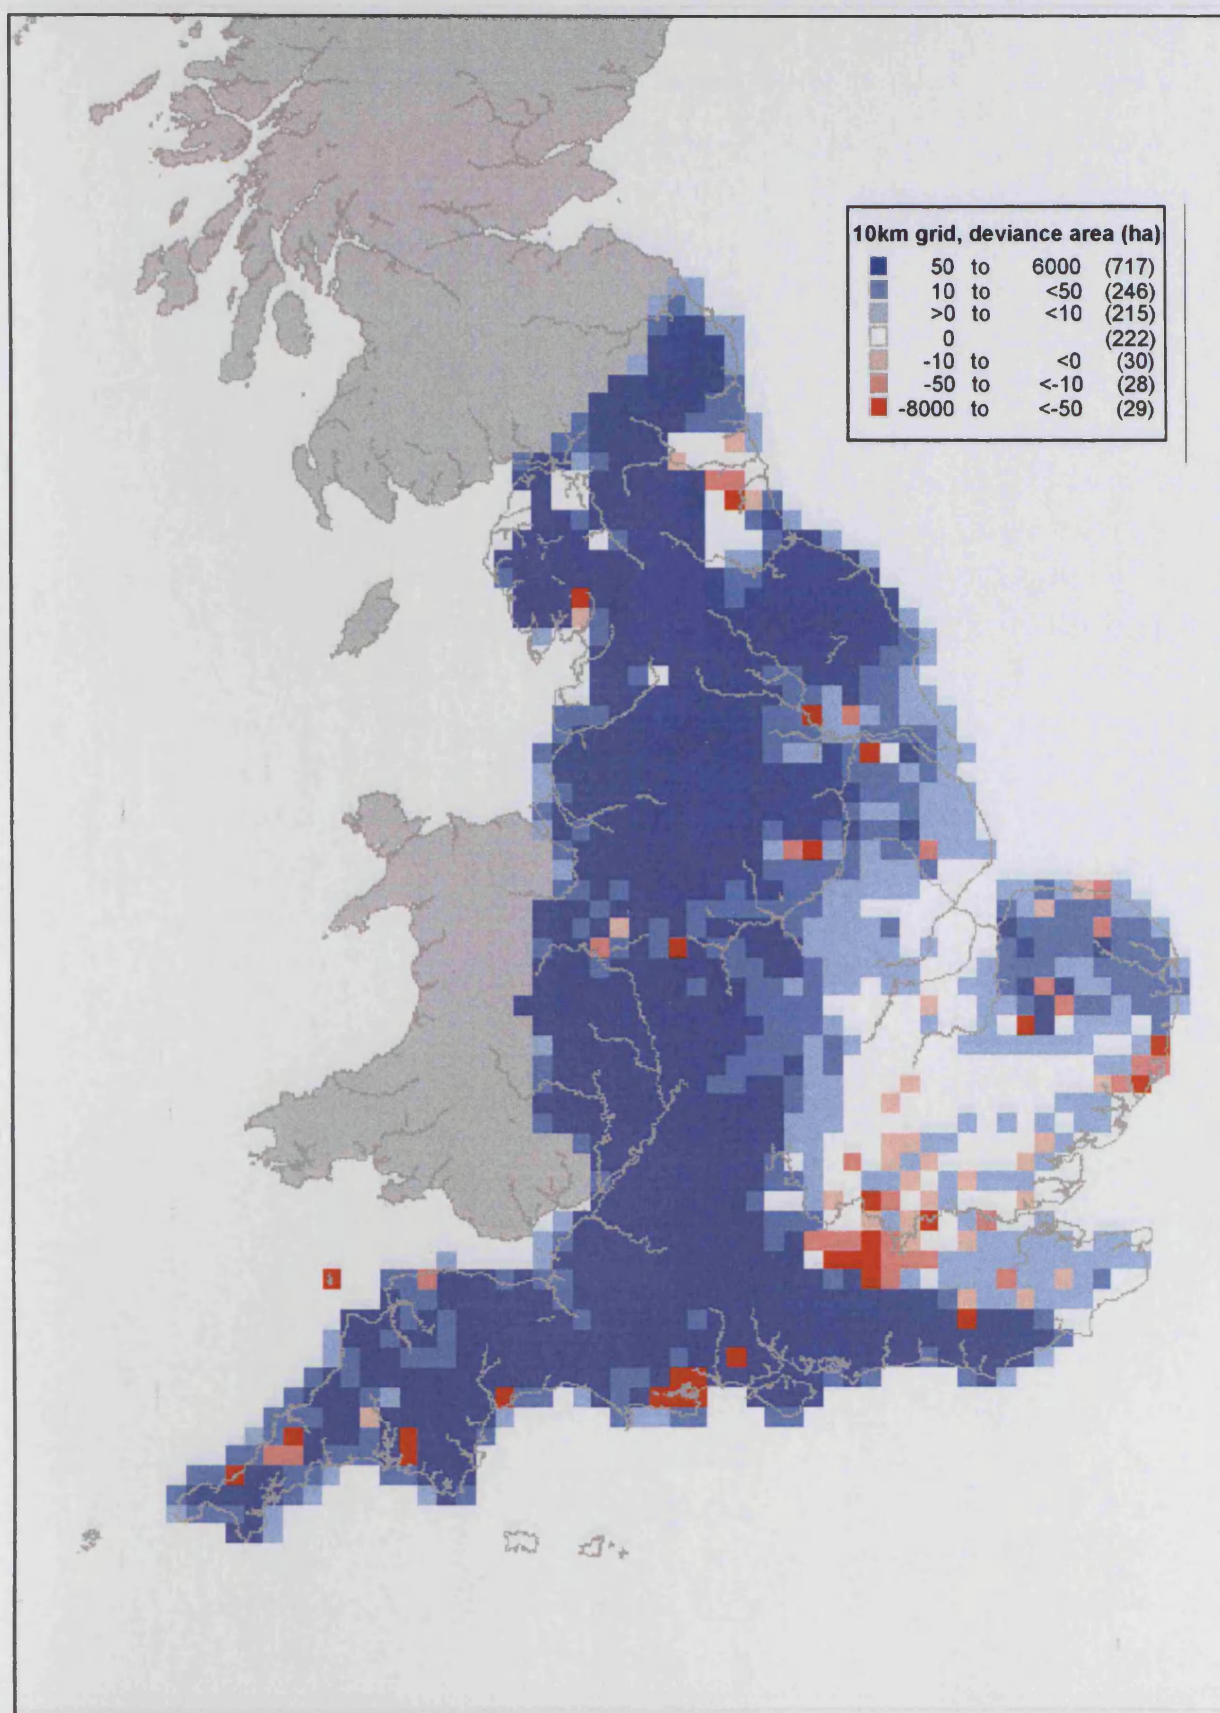 10km grid, deviance area (ha)
50 to 6000 (717)
10 to <50 (246)
>0 to <10 (215)
0 (222)
-10 to <0 (30)
-50 to <-10 (28)
-8000 to <-50 (29)